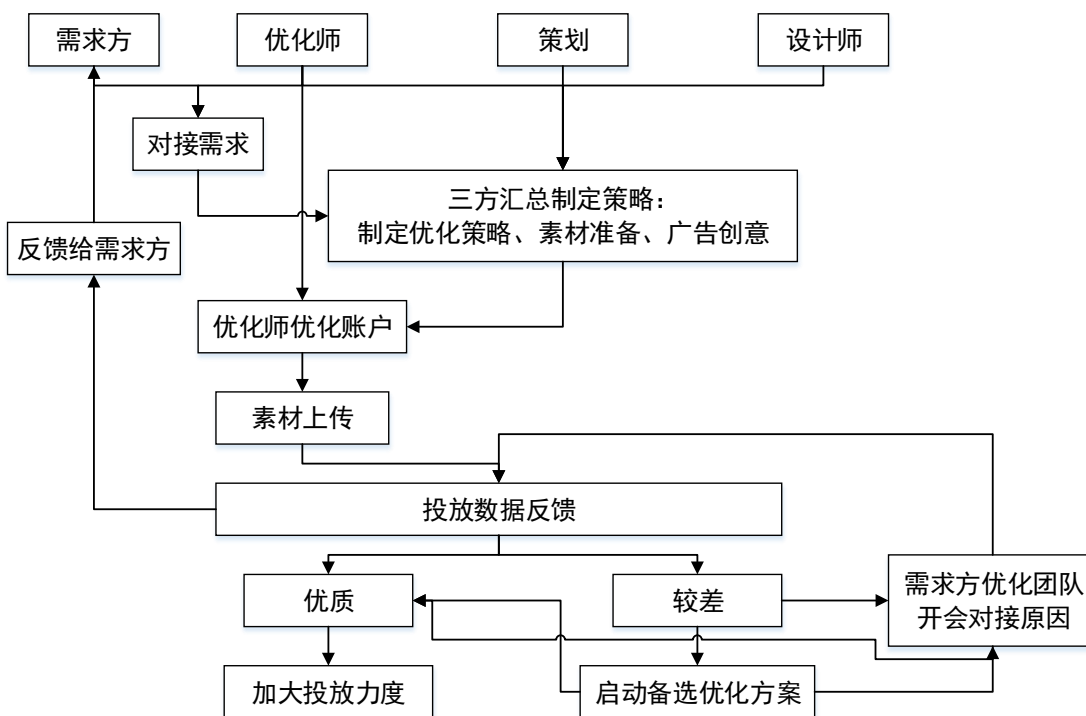 需求方
优化师
策划
设计师
对接需求
三方汇总制定策略：
制定优化策略、素材准备、广告创意
反馈给需求方
优化师优化账户
素材上传
投放数据反馈
优质
较差
需求方优化团队
开会对接原因
加大投放力度
启动备选优化方案